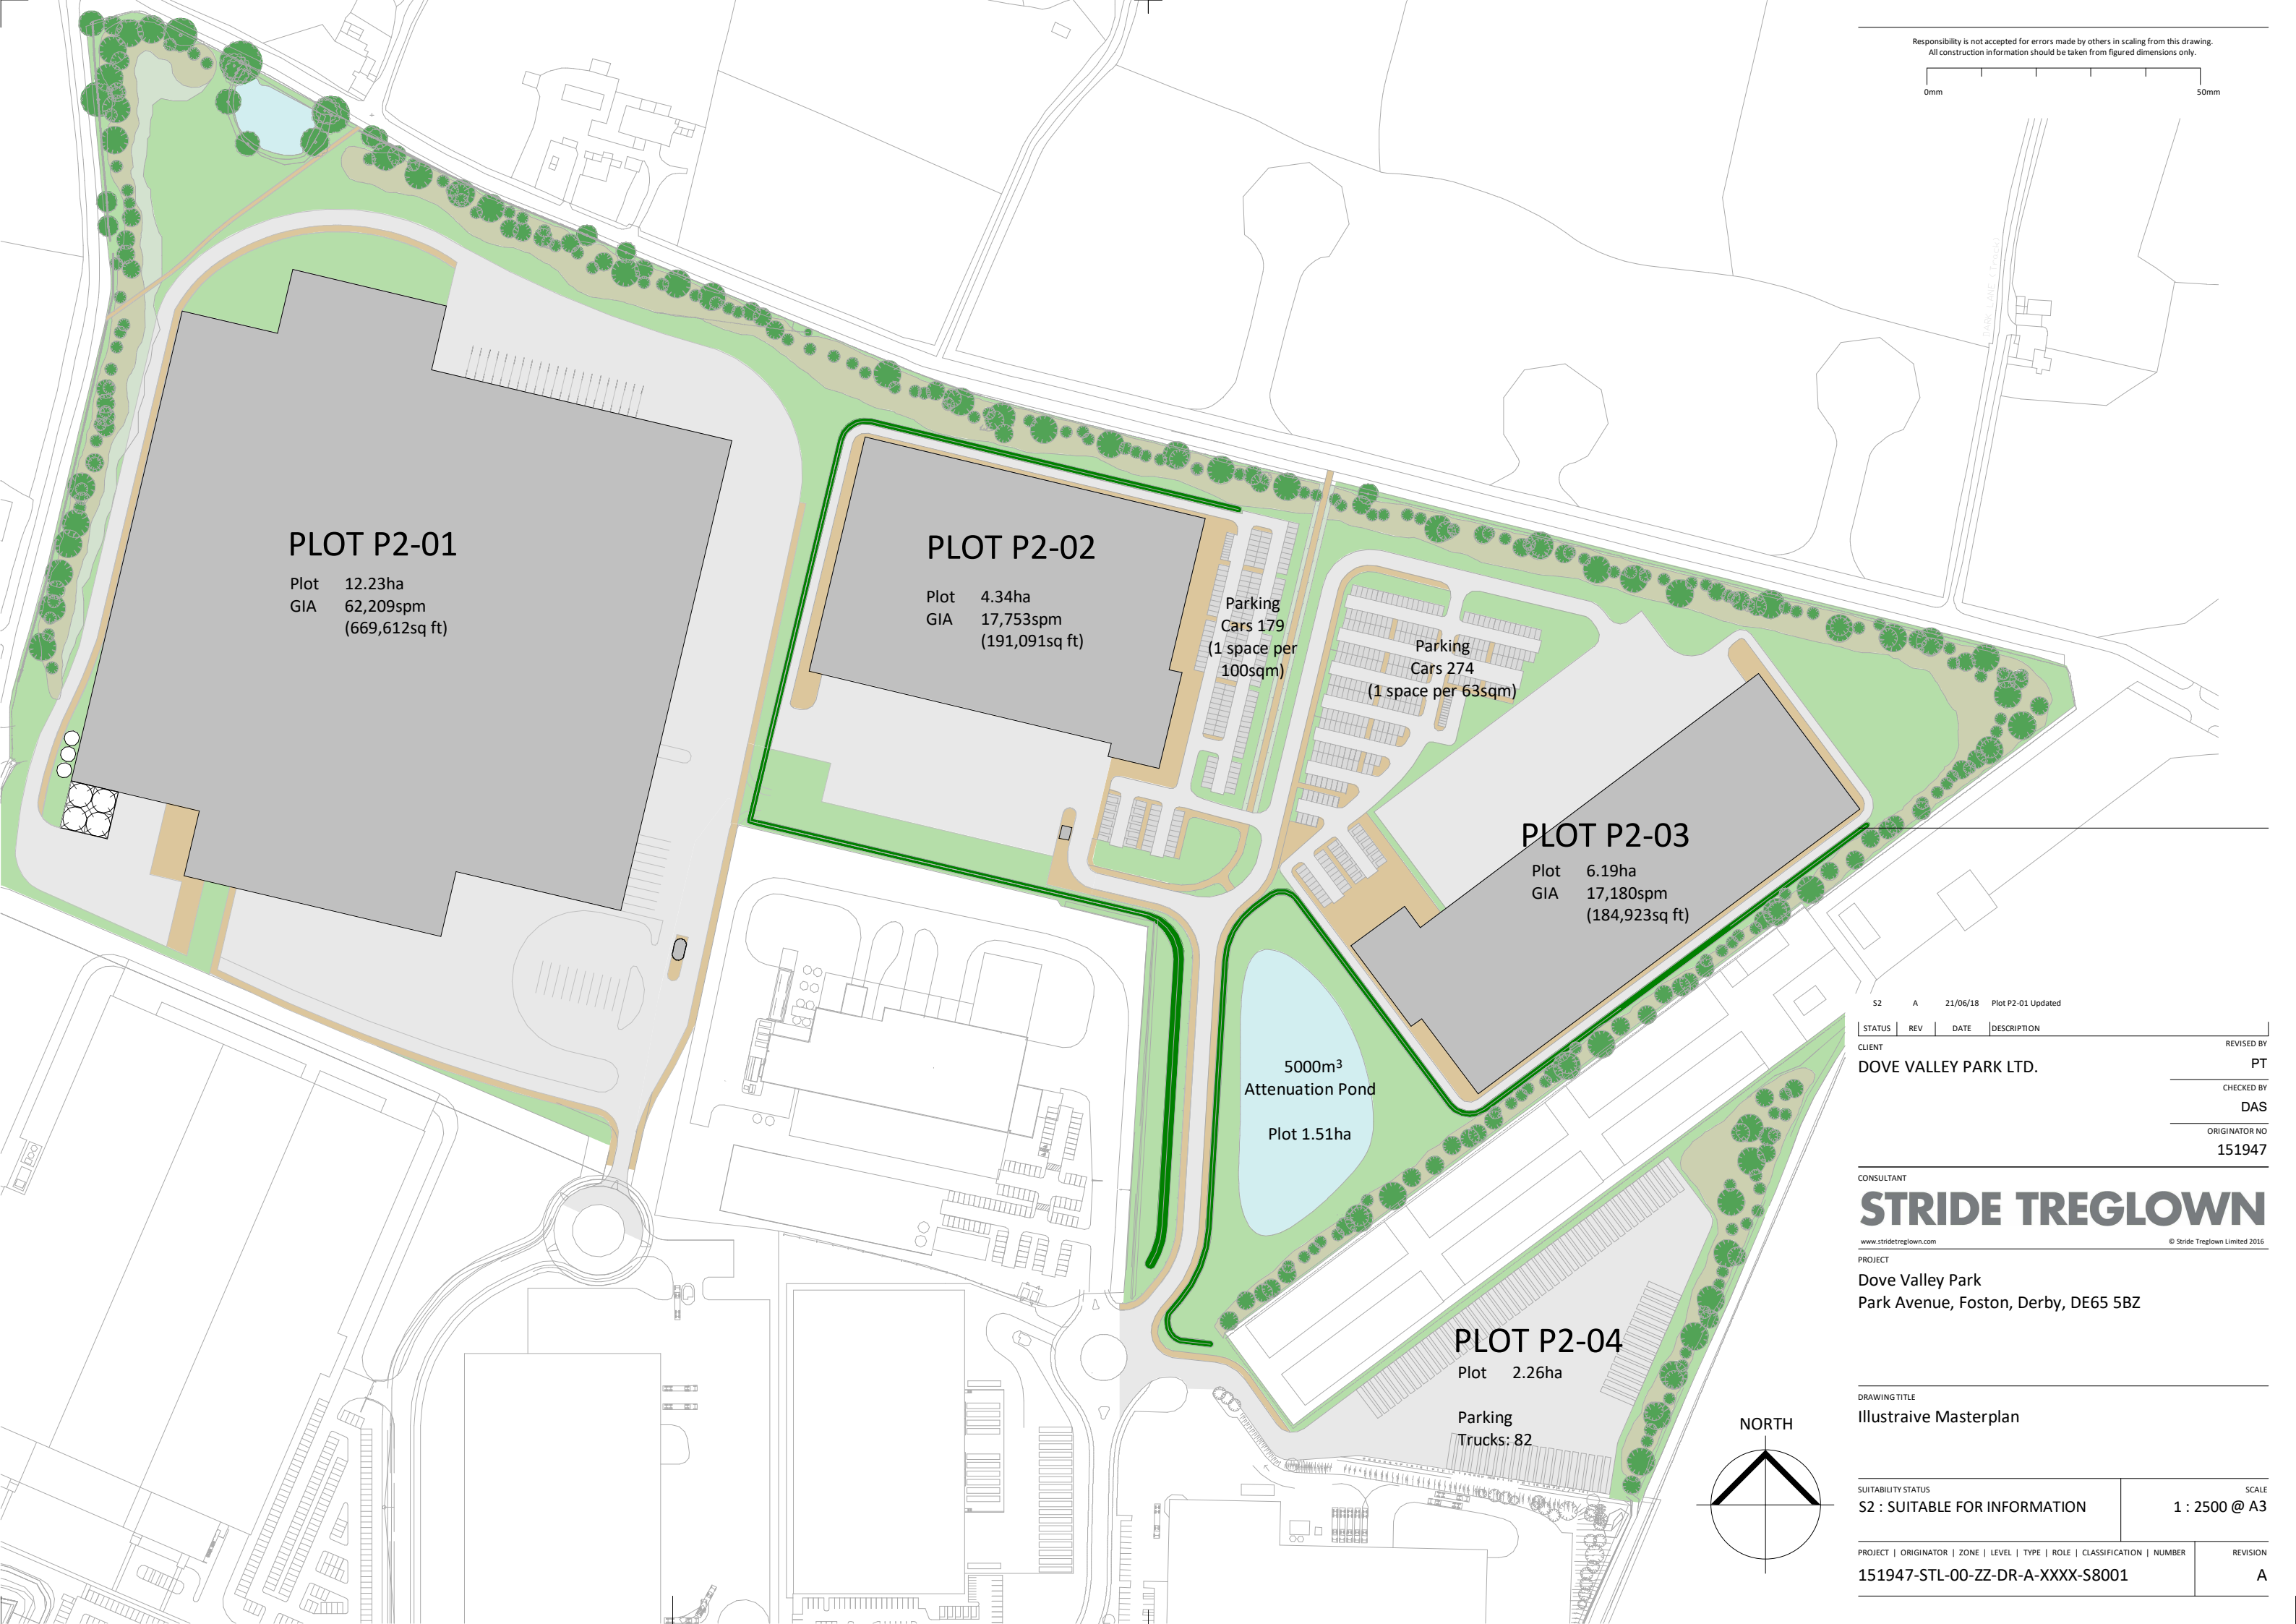 Responsibility is not accepted for errors made by others in scaling from this drawing.
All construction information should be taken from figured dimensions only.
0mm
50mm
PLOT P2-01
Plot 12.23ha
GIA 62,209spm
(669,612sq ft)
PLOT P2-02
Plot 4.34ha
GIA 17,753spm
(191,091sq ft)
Parking
Cars 179
(1 space per
100sqm)
Parking
Cars 274
(1 space per 63sqm)
PLOT P2-03
Plot 6.19ha
GIA 17,180spm
(184,923sq ft)
5000m³
Attenuation Pond
Plot 1.51ha
PLOT P2-04
Plot 2.26ha
Parking
Trucks: 82
NORTH
S2 A 21/06/18 Plot P2-01 Updated
STATUS REV DATE DESCRIPTION
CLIENT
DOVE VALLEY PARK LTD.
REVISED BY
PT
CHECKED BY
DAS
ORIGINATOR NO
151947
CONSULTANT
STRIDE TREGLOWN
www.stridetreglown.com
© Stride Treglown Limited 2016
PROJECT
Dove Valley Park
Park Avenue, Foston, Derby, DE65 5BZ
DRAWING TITLE
Illustraive Masterplan
SUITABILITY STATUS
S2 : SUITABLE FOR INFORMATION
SCALE
1 : 2500 @ A3
PROJECT | ORIGINATOR | ZONE | LEVEL | TYPE | ROLE | CLASSIFICATION | NUMBER
151947-STL-00-ZZ-DR-A-XXXX-S8001
REVISION
A